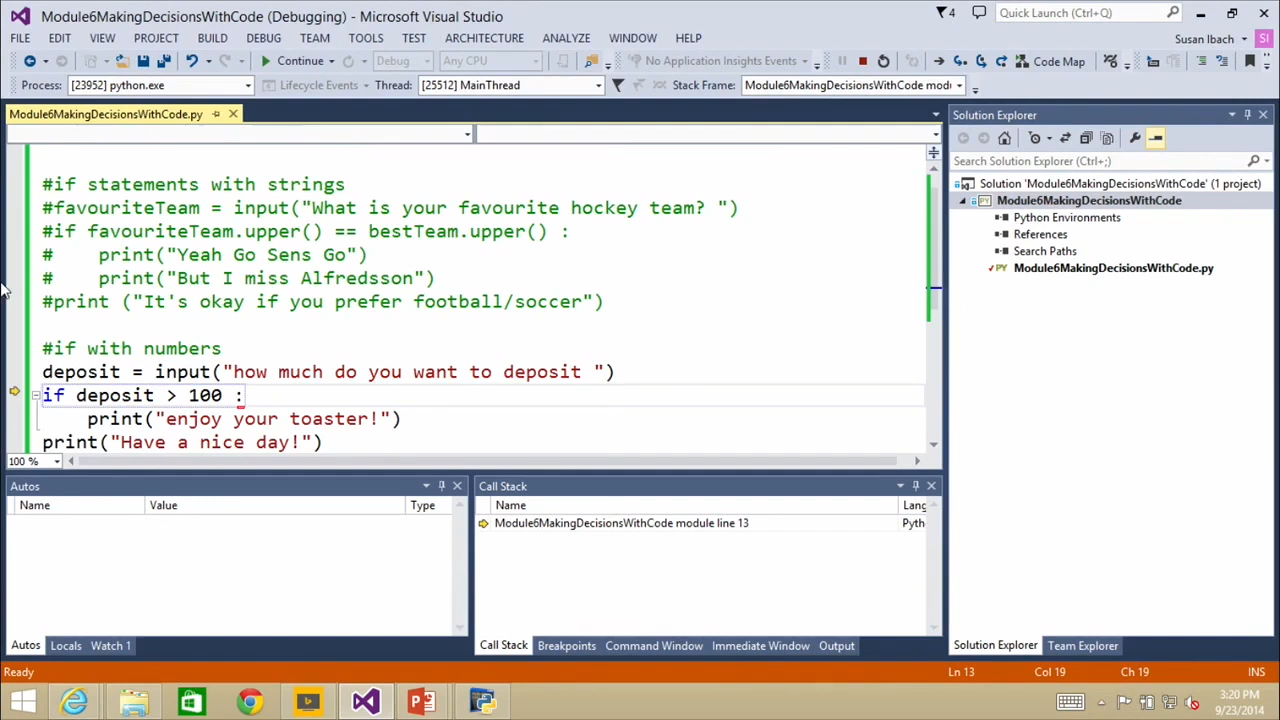 Module6MakingDecisionsWithCode (Debugging) - Microsoft Visual Studio
4
Quick Launch (Ctrl+Q)
FILE EDIT VIEW PROJECT BUILD DEBUG TEAM TOOLS TEST ARCHITECTURE ANALYZE WINDOW HELP
Susan Ibach SI
Continue Debug Any CPU No Application Insights Events Code Map
Process: [23952] python.exe Lifecycle Events Thread: [25512] MainThread Stack Frame: Module6MakingDecisionsWithCode modu
Module6MakingDecisionsWithCode.py
#if statements with strings
#favouriteTeam = input("What is your favourite hockey team? ")
#if favouriteTeam.upper() == bestTeam.upper() :
#    print("Yeah Go Sens Go")
#    print("But I miss Alfredsson")
#print ("It's okay if you prefer football/soccer")
#if with numbers
deposit = input("how much do you want to deposit ")
if deposit > 100 :
    print("enjoy your toaster!")
print("Have a nice day!")
100 %
Solution Explorer
Search Solution Explorer (Ctrl+;)
Solution 'Module6MakingDecisionsWithCode' (1 project)
PY Module6MakingDecisionsWithCode
Python Environments
References
Search Paths
PY Module6MakingDecisionsWithCode.py
Autos
Name Value Type
Call Stack
Name Lang
Module6MakingDecisionsWithCode module line 13 Pyth
Autos Locals Watch 1
Call Stack Breakpoints Command Window Immediate Window Output
Solution Explorer Team Explorer
Ready Ln 13 Col 19 Ch 19 INS
3:20 PM
9/23/2014